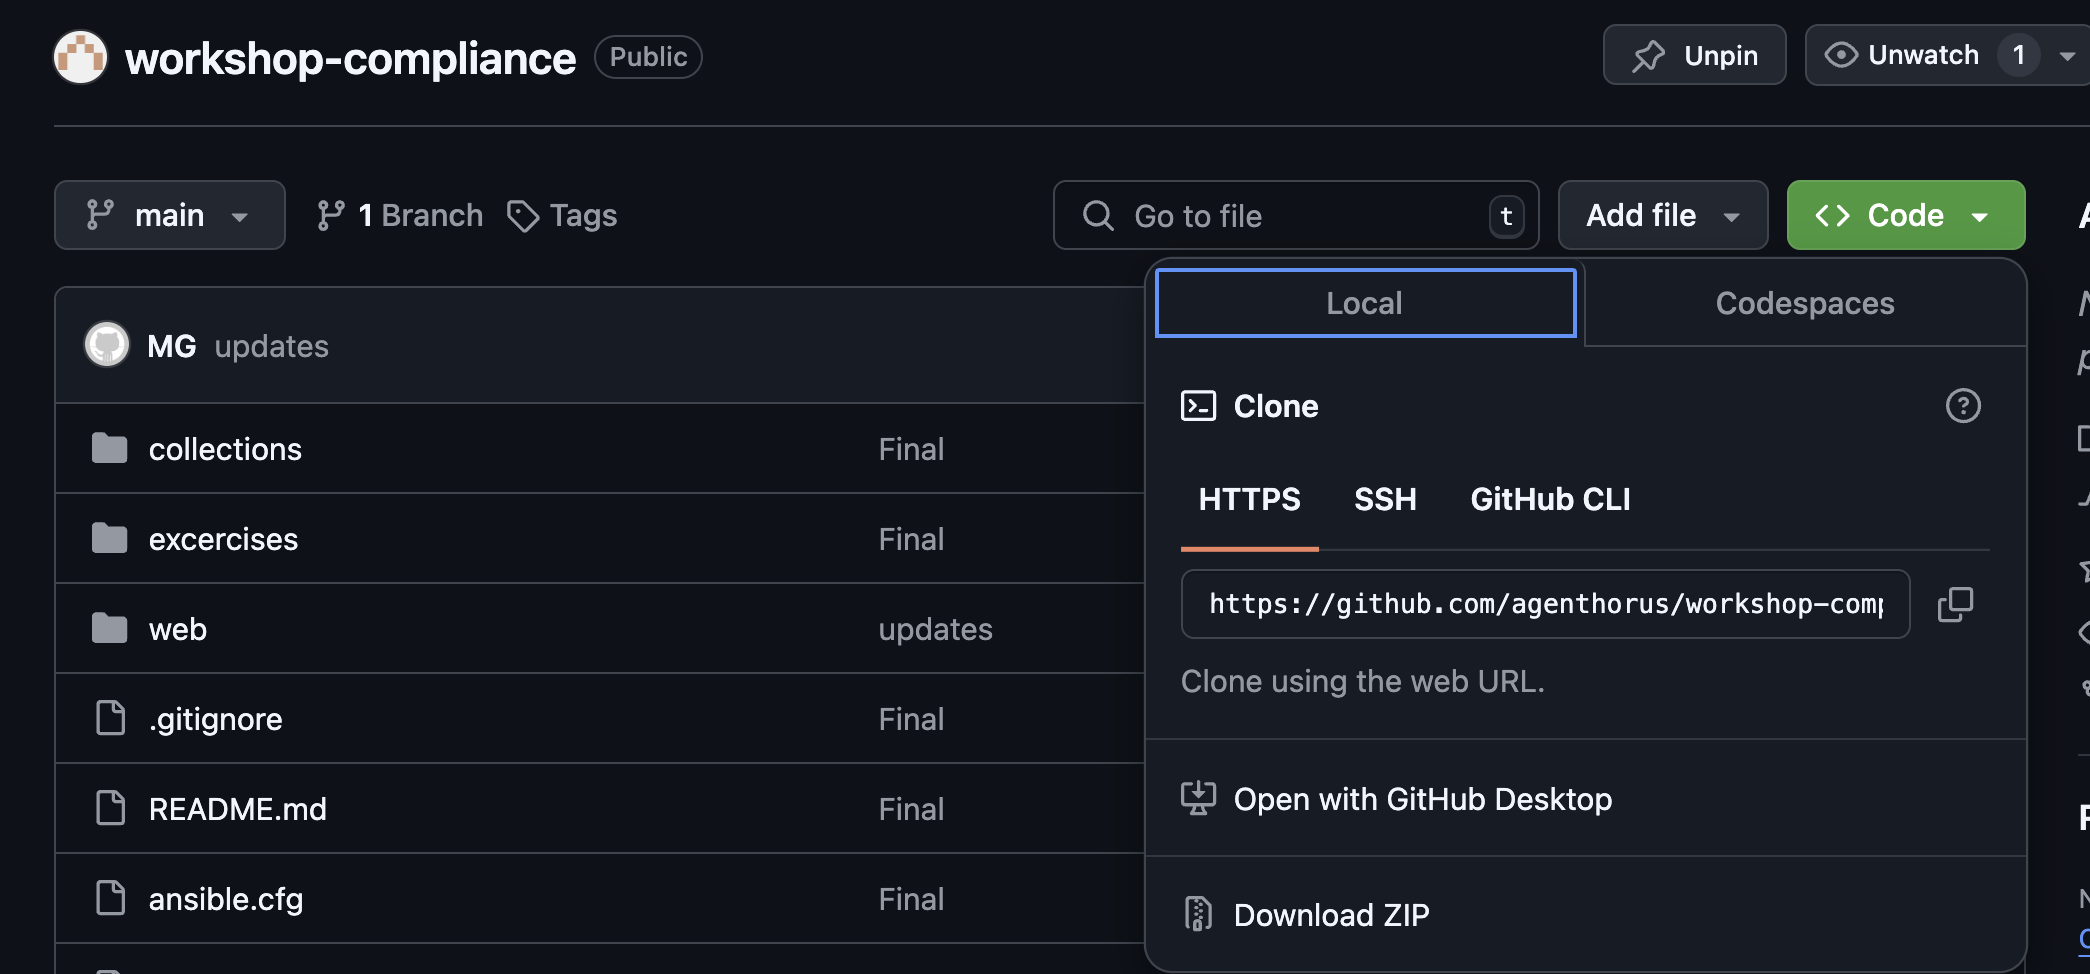 workshop-compliance Public Unpin Unwatch 1
main 1 Branch Tags Go to file t Add file Code
Local Codespaces
MG updates
Clone
collections Final
HTTPS SSH GitHub CLI
excercises Final
https://github.com/agenthorus/workshop-comp
web updates
Clone using the web URL.
.gitignore Final
Open with GitHub Desktop
README.md Final
ansible.cfg Final
Download ZIP